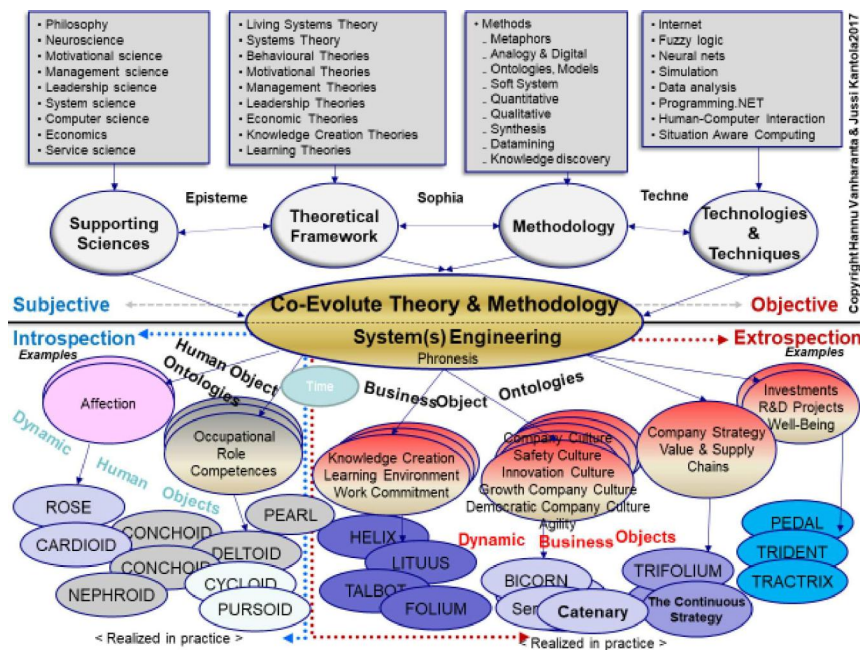 ▪ Philosophy
▪ Neuroscience
▪ Motivational science
▪ Management science
▪ Leadership science
▪ System science
▪ Computer science
▪ Economics
▪ Service science
▪ Living Systems Theory
▪ Systems Theory
▪ Behavioural Theories
▪ Motivational Theories
▪ Management Theories
▪ Leadership Theories
▪ Economic Theories
▪ Knowledge Creation Theories
▪ Learning Theories
▪ Methods
– Metaphors
– Analogy & Digital
– Ontologies, Models
– Soft System
– Quantitative
– Qualitative
– Synthesis
– Datamining
– Knowledge discovery
▪ Internet
▪ Fuzzy logic
▪ Neural nets
▪ Simulation
▪ Data analysis
▪ Programming.NET
▪ Human-Computer Interaction
▪ Situation Aware Computing
Copyright Hannu Vanharanta & Jussi Kantola2017
Supporting
Sciences
Episteme
Theoretical
Framework
Sophia
Methodology
Techne
Technologies
&
Techniques
Subjective
Co-Evolute Theory & Methodology
Objective
Introspection
System(s) Engineering
Phronesis
Extrospection
Examples
Human Object
Ontologies
Time
Business Object Ontologies
Examples
Affection
Occupational
Role
Competences
Knowledge Creation
Learning Environment
Work Commitment
Company Culture
Safety Culture
Innovation Culture
Growth Company Culture
Democratic Company Culture
Agility
Company Strategy
Value & Supply
Chains
Investments
R&D Projects
Well-Being
Dynamic Human Objects
Dynamic Business Objects
ROSE
CARDIOID
CONCHOID
CONCHOID
NEPHROID
DELTOID
CYCLOID
PURSOID
PEARL
HELIX
LITUUS
TALBOT
FOLIUM
BICORN
Catenary
TRIFOLIUM
The Continuous
Strategy
PEDAL
TRIDENT
TRACTRIX
< Realized in practice >
< Realized in practice >